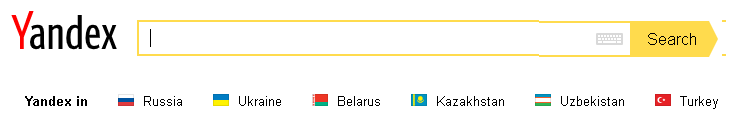 Yandex Search
Yandex in Russia Ukraine Belarus Kazakhstan Uzbekistan Turkey